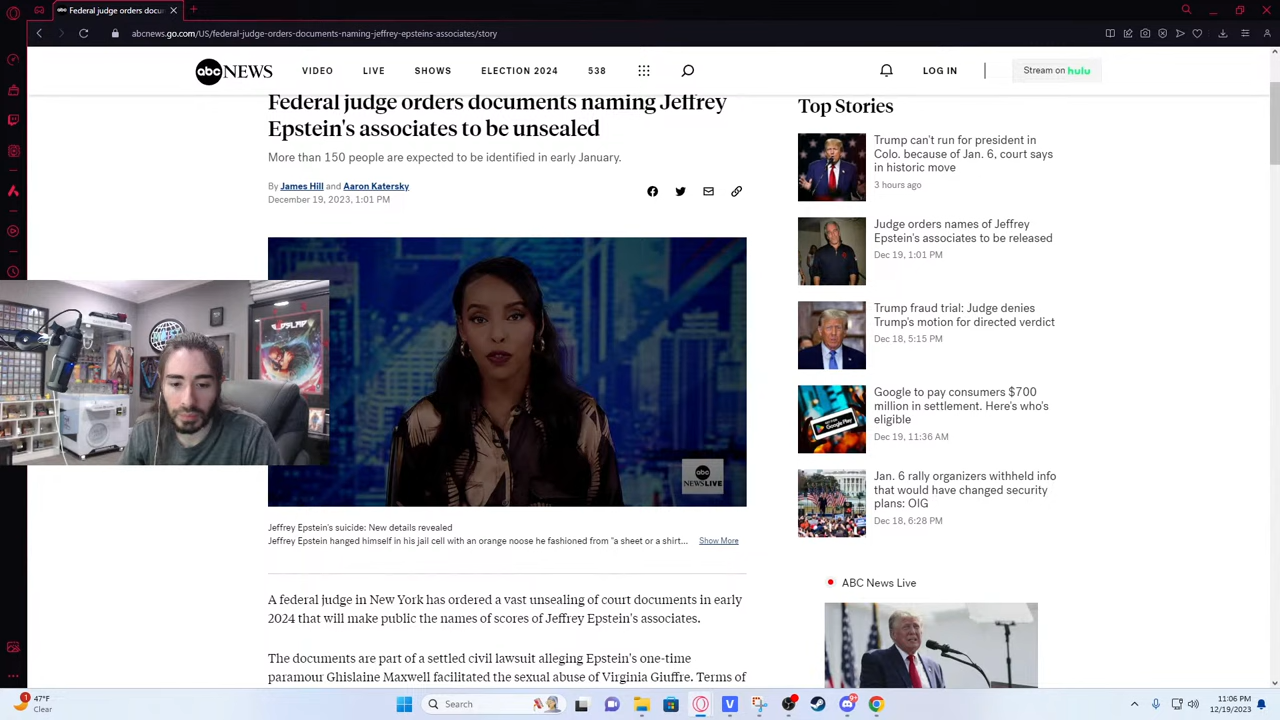 abcnews.go
abcnews.go.com/US/federal-judge-orders-documents-naming-jeffrey-epstein-associates/story
abc NEWS
VIDEO
LIVE
SHOWS
ELECTION 2024
538
LOG IN
Stream on hulu
Federal judge orders documents naming Jeffrey
Epstein's associates to be unsealed
More than 150 people are expected to be identified in early January.
By James Hill and Aaron Katersky
December 19, 2023, 1:01 PM
abc
NEWS LIVE
Jeffrey Epstein's suicide: New details revealed
Jeffrey Epstein hanged himself in his jail cell with an orange noose he fashioned from "a sheet or a shirt...
Show More
A federal judge in New York has ordered a vast unsealing of court documents in early
2024 that will make public the names of scores of Jeffrey Epstein's associates.
The documents are part of a settled civil lawsuit alleging Epstein's one-time
paramour Ghislaine Maxwell facilitated the sexual abuse of Virginia Giuffre. Terms of
Top Stories
Trump can't run for president in
Colo. because of Jan. 6, court says
in historic move
3 hours ago
Judge orders names of Jeffrey
Epstein's associates to be released
Dec 19, 1:01 PM
Trump fraud trial: Judge denies
Trump's motion for directed verdict
Dec 18, 5:15 PM
Google Play
Google to pay consumers $700
million in settlement. Here's who's
eligible
Dec 19, 11:36 AM
Jan. 6 rally organizers withheld info
that would have changed security
plans: OIG
Dec 18, 6:28 PM
ABC News Live
1
47°F
Clear
Search
11:06 PM
12/19/2023